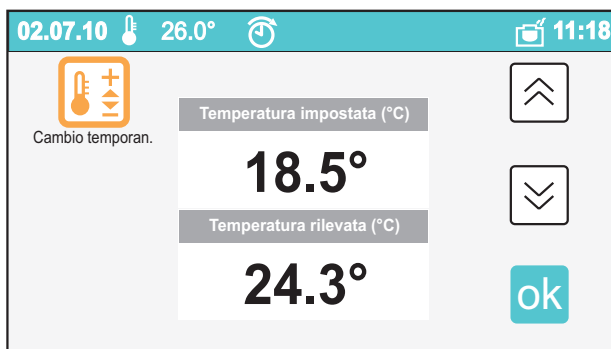 02.07.10 26.0° 11:18
Cambio temporan.
Temperatura impostata (°C)
18.5°
Temperatura rilevata (°C)
24.3°
ok